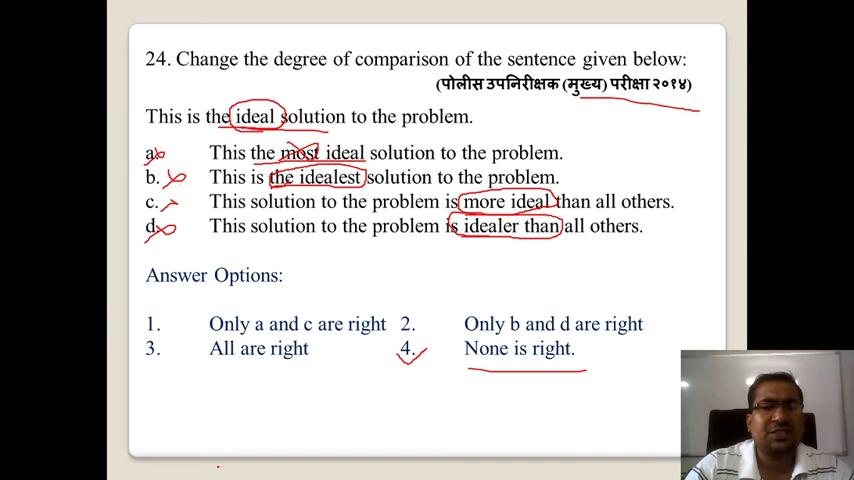 24. Change the degree of comparison of the sentence given below:
(पोलीस उपनिरीक्षक (मुख्य) परीक्षा २०१४)
This is the ideal solution to the problem.
a. This the most ideal solution to the problem.
b. This is the idealest solution to the problem.
c. This solution to the problem is more ideal than all others.
d. This solution to the problem is idealer than all others.
Answer Options:
1. Only a and c are right 2. Only b and d are right
3. All are right 4. None is right.